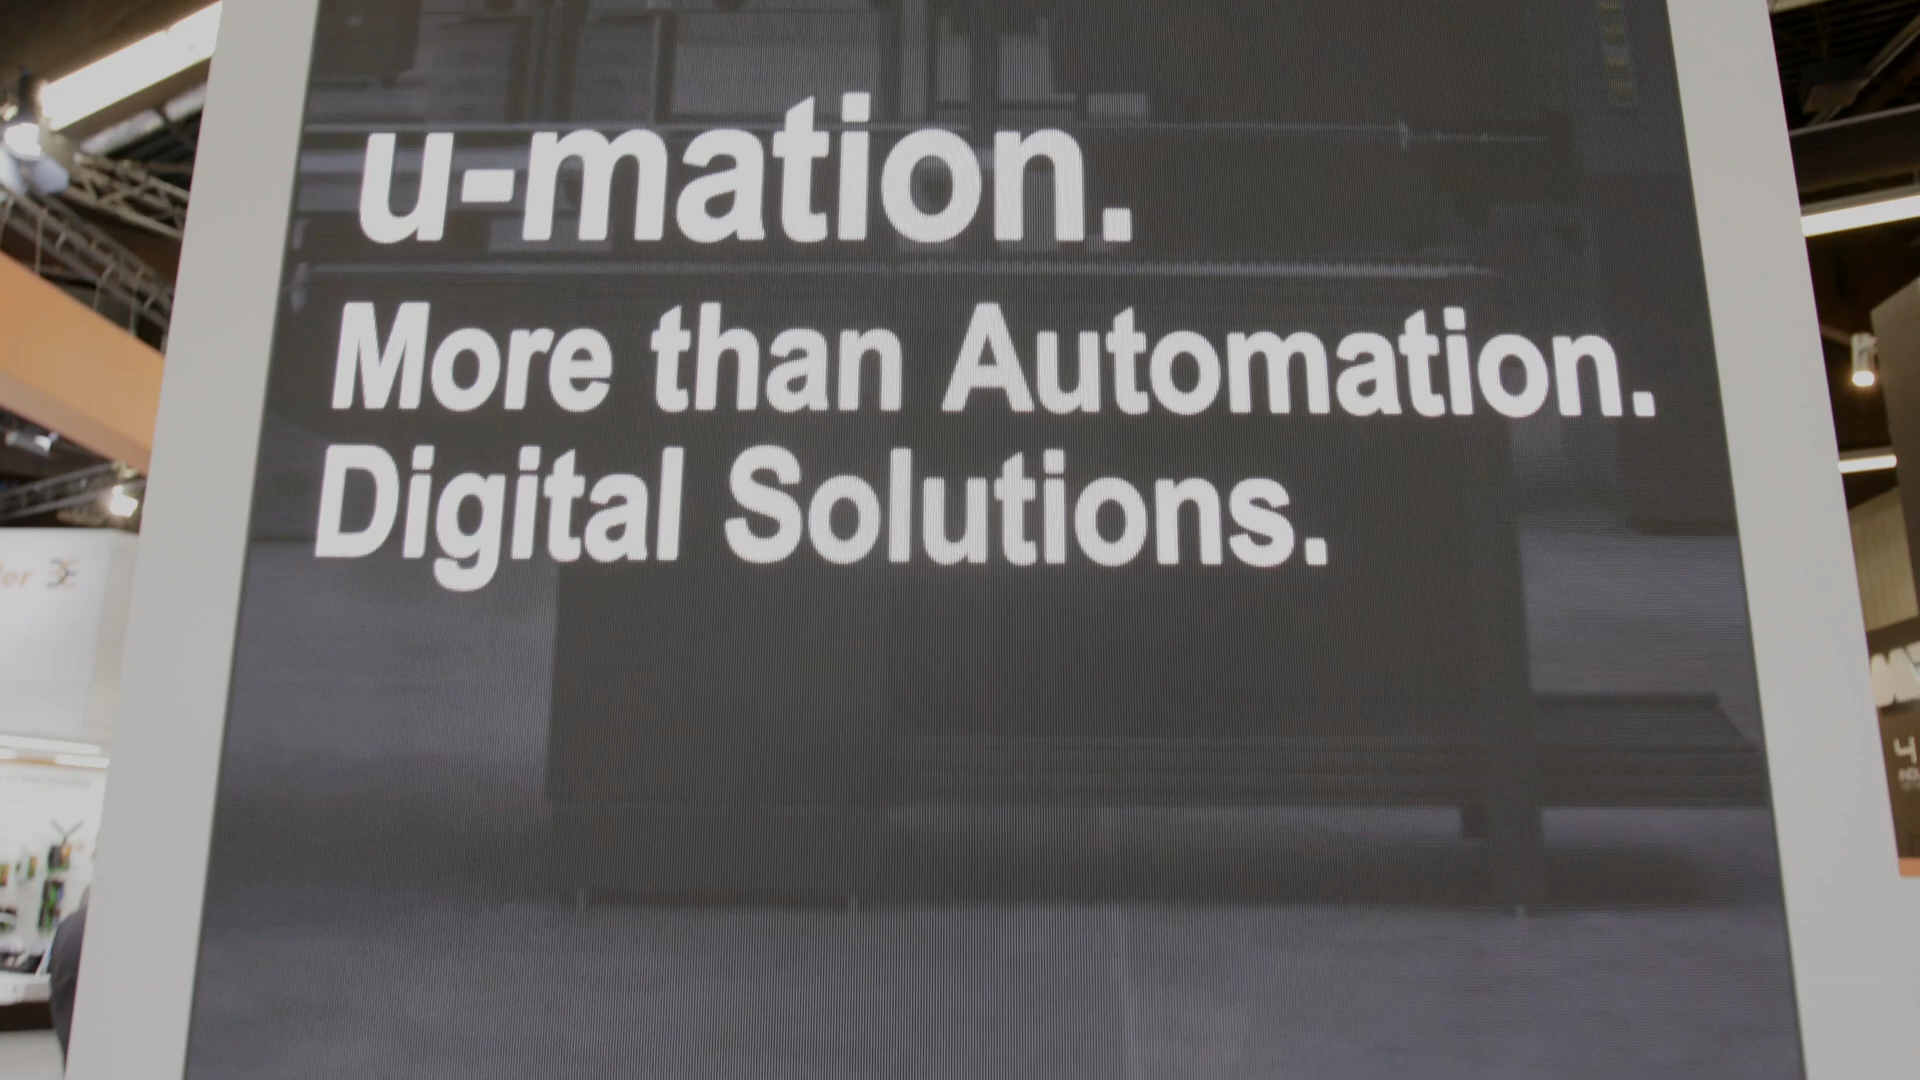 u-mation.
More than Automation.
Digital Solutions.